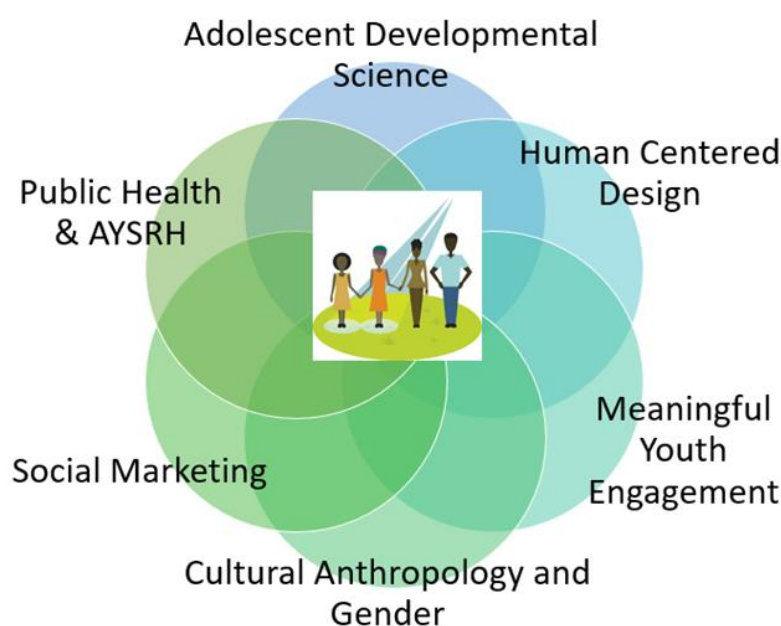 Adolescent Developmental
Science
Human Centered
Design
Public Health
& AYSRH
Meaningful
Youth
Engagement
Social Marketing
Cultural Anthropology and
Gender